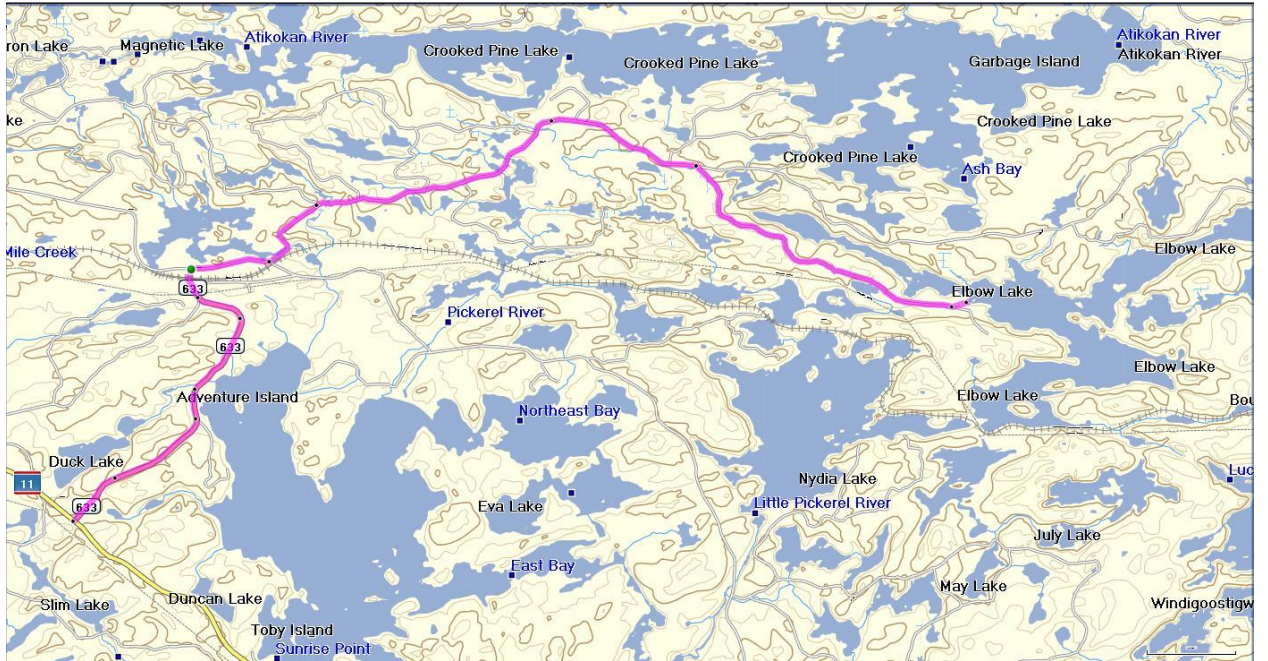 ron Lake
Magnetic Lake
Atikokan River
Crooked Pine Lake
Crooked Pine Lake
Garbage Island
Atikokan River
Atikokan River
ke
Crooked Pine Lake
Crooked Pine Lake
Ash Bay
Mile Creek
Elbow Lake
633
Elbow Lake
Pickerel River
633
Elbow Lake
Adventure Island
Elbow Lake
Bou
Northeast Bay
Duck Lake
11
Luc
Nydia Lake
633
Eva Lake
Little Pickerel River
July Lake
East Bay
May Lake
Slim Lake
Duncan Lake
Windigoostigw
Toby Island
Sunrise Point